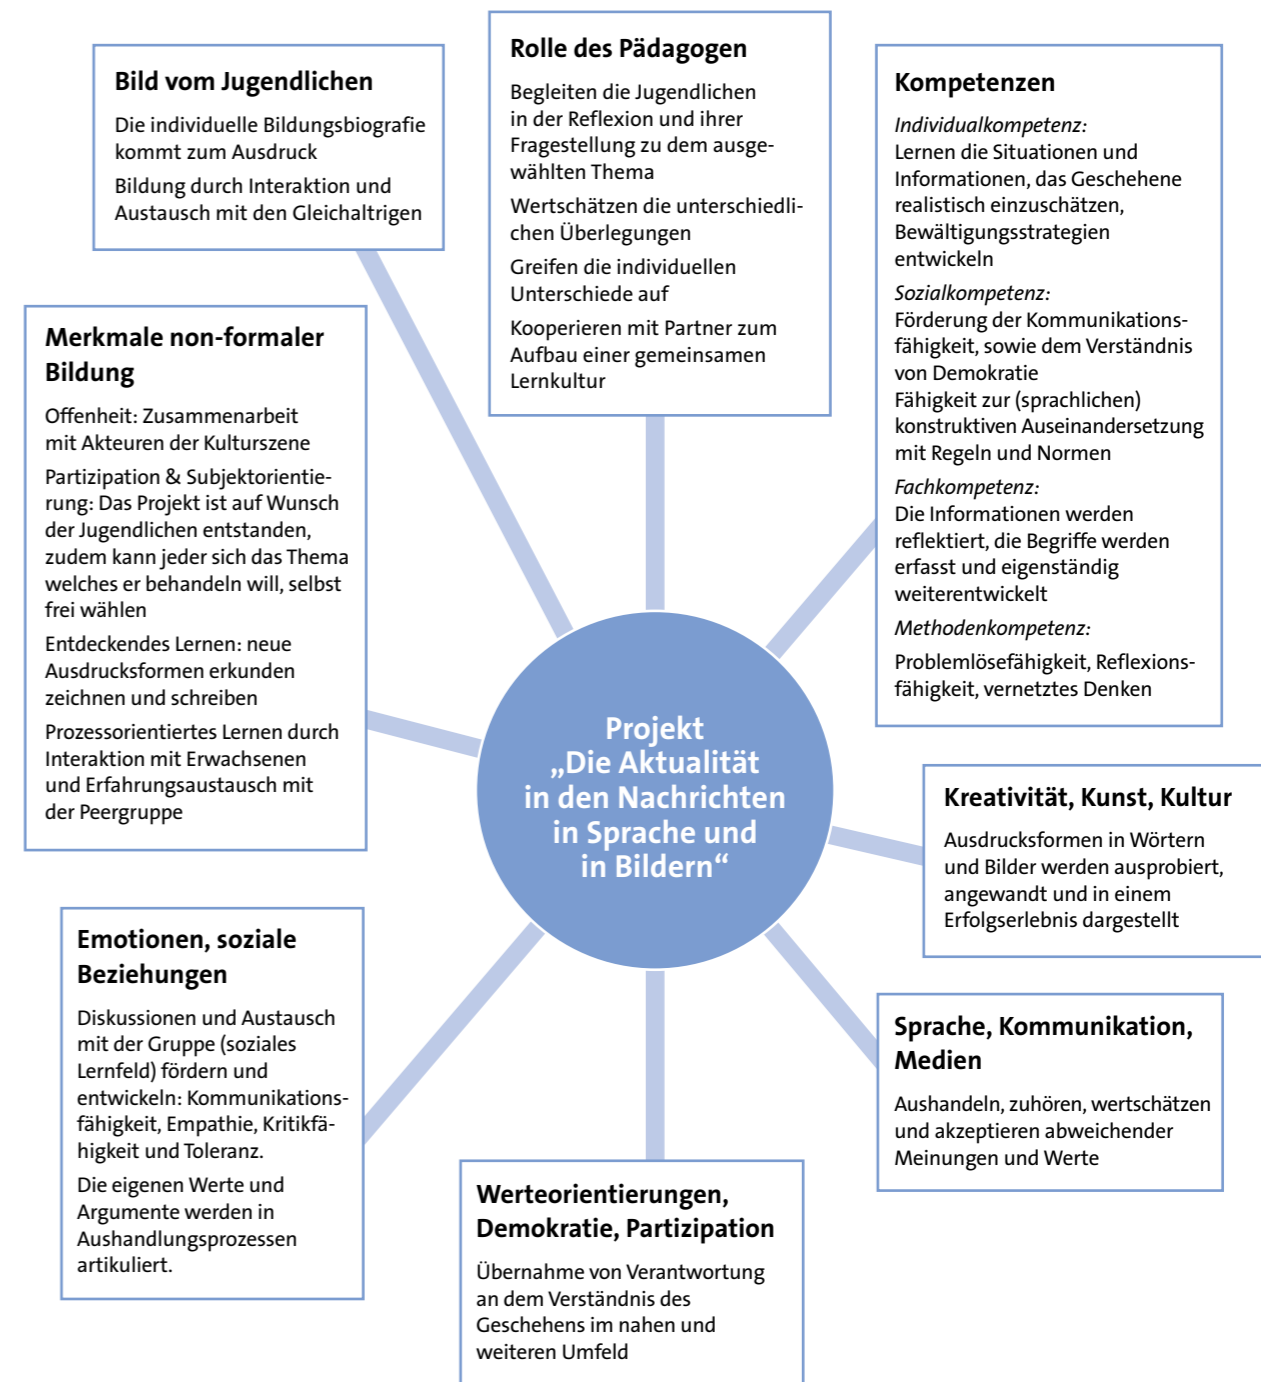 Bild vom Jugendlichen
Die individuelle Bildungsbiografie
kommt zum Ausdruck
Bildung durch Interaktion und
Austausch mit den Gleichaltrigen
Rolle des Pädagogen
Begleiten die Jugendlichen
in der Reflexion und ihrer
Fragestellung zu dem ausge-
wählten Thema
Wertschätzen die unterschiedli-
chen Überlegungen
Greifen die individuellen
Unterschiede auf
Kooperieren mit Partner zum
Aufbau einer gemeinsamen
Lernkultur
Kompetenzen
Individualkompetenz:
Lernen die Situationen und
Informationen, das Geschehene
realistisch einzuschätzen,
Bewältigungsstrategien
entwickeln
Sozialkompetenz:
Förderung der Kommunikations-
fähigkeit, sowie dem Verständnis
von Demokratie
Fähigkeit zur (sprachlichen)
konstruktiven Auseinandersetzung
mit Regeln und Normen
Fachkompetenz:
Die Informationen werden
reflektiert, die Begriffe werden
erfasst und eigenständig
weiterentwickelt
Methodenkompetenz:
Problemlösefähigkeit, Reflexions-
fähigkeit, vernetztes Denken
Merkmale non-formaler
Bildung
Offenheit: Zusammenarbeit
mit Akteuren der Kulturszene
Partizipation & Subjektorientie-
rung: Das Projekt ist auf Wunsch
der Jugendlichen entstanden,
zudem kann jeder sich das Thema
welches er behandeln will, selbst
frei wählen
Entdeckendes Lernen: neue
Ausdrucksformen erkunden
zeichnen und schreiben
Prozessorientiertes Lernen durch
Interaktion mit Erwachsenen
und Erfahrungsaustausch mit
der Peergruppe
Projekt
„Die Aktualität
in den Nachrichten
in Sprache und
in Bildern“
Kreativität, Kunst, Kultur
Ausdrucksformen in Wörtern
und Bilder werden ausprobiert,
angewandt und in einem
Erfolgserlebnis dargestellt
Emotionen, soziale
Beziehungen
Diskussionen und Austausch
mit der Gruppe (soziales
Lernfeld) fördern und
entwickeln: Kommunikations-
fähigkeit, Empathie, Kritikfä-
higkeit und Toleranz.
Die eigenen Werte und
Argumente werden in
Aushandlungsprozessen
artikuliert.
Sprache, Kommunikation,
Medien
Aushandeln, zuhören, wertschätzen
und akzeptieren abweichender
Meinungen und Werte
Werteorientierungen,
Demokratie, Partizipation
Übernahme von Verantwortung
an dem Verständnis des
Geschehens im nahen und
weiteren Umfeld